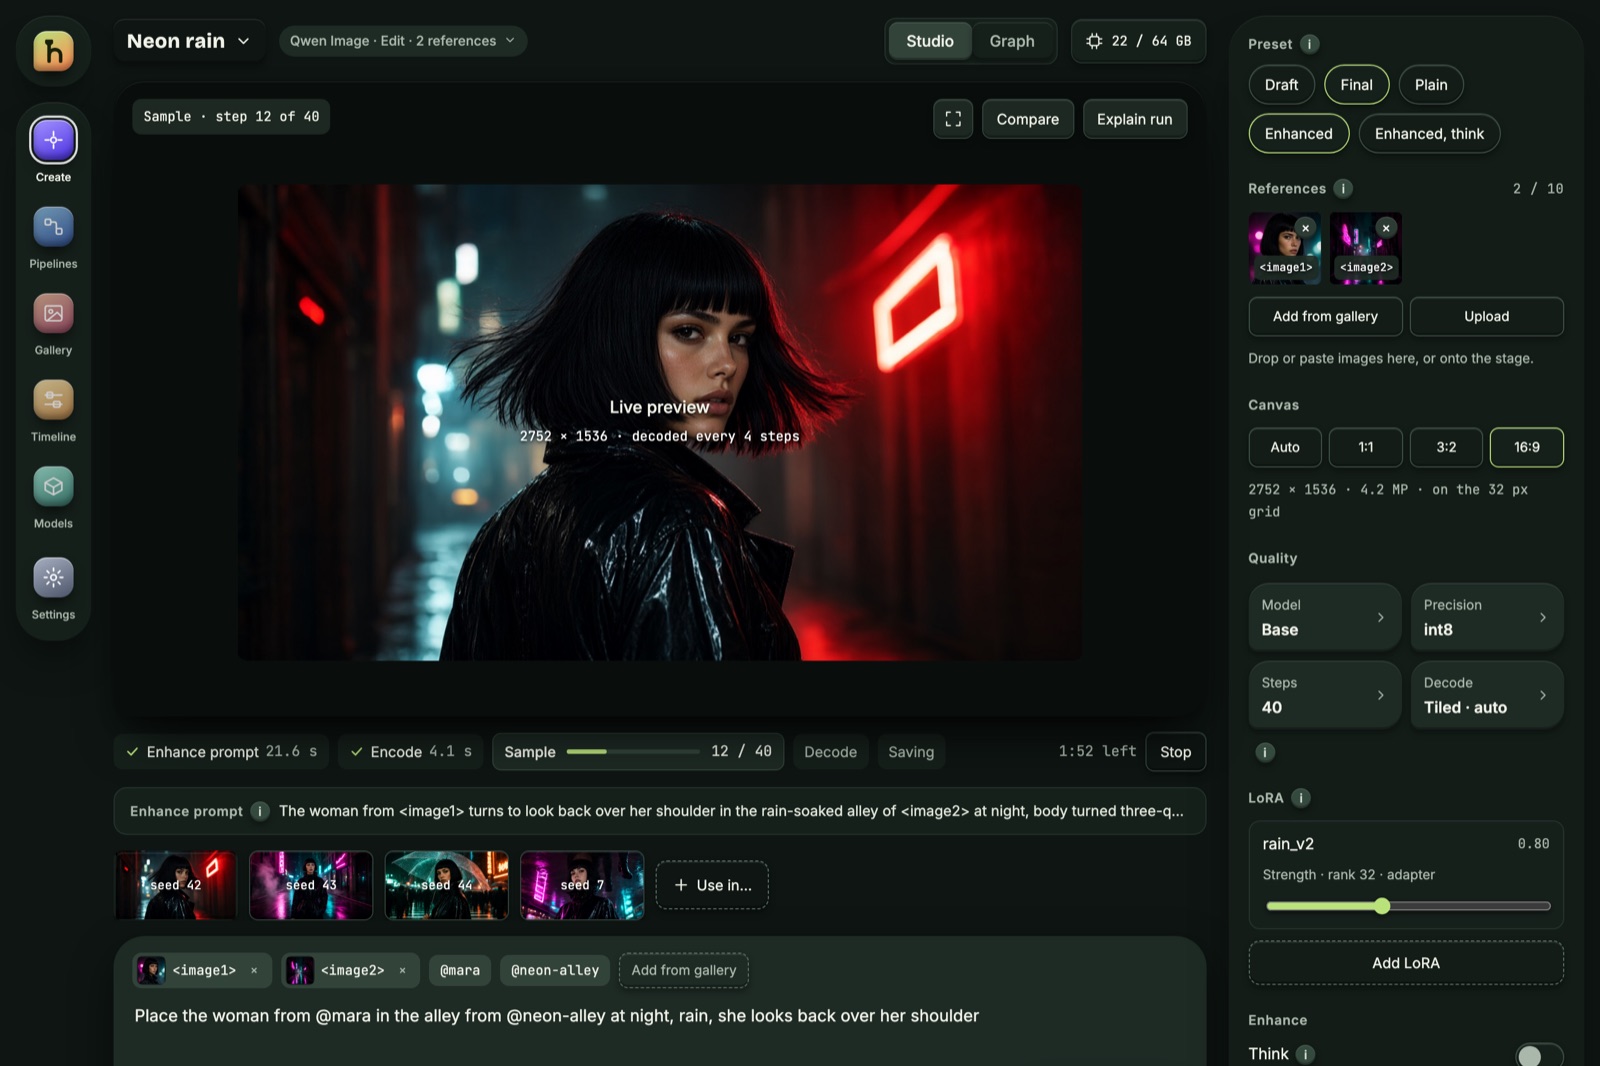 Neon rain
Qwen Image · Edit · 2 references
Studio
Graph
22 / 64 GB
Create
Pipelines
Gallery
Timeline
Models
Settings
Sample · step 12 of 40
Compare
Explain run
Live preview
2752 × 1536 · decoded every 4 steps
Enhance prompt 21.6 s
Encode 4.1 s
Sample
12 / 40
Decode
Saving
1:52 left
Stop
Enhance prompt i The woman from <image1> turns to look back over her shoulder in the rain-soaked alley of <image2> at night, body turned three-q...
seed 42
seed 43
seed 44
seed 7
+ Use in...
<image1> ×
<image2> ×
@mara
@neon-alley
Add from gallery
Place the woman from @mara in the alley from @neon-alley at night, rain, she looks back over her shoulder
Preset i
Draft
Final
Plain
Enhanced
Enhanced, think
References i
2 / 10
<image1>
<image2>
Add from gallery
Upload
Drop or paste images here, or onto the stage.
Canvas
Auto
1:1
3:2
16:9
2752 × 1536 · 4.2 MP · on the 32 px
grid
Quality
Model
Base
Precision
int8
Steps
40
Decode
Tiled · auto
i
LoRA i
rain_v2
0.80
Strength · rank 32 · adapter
Add LoRA
Enhance
Think i